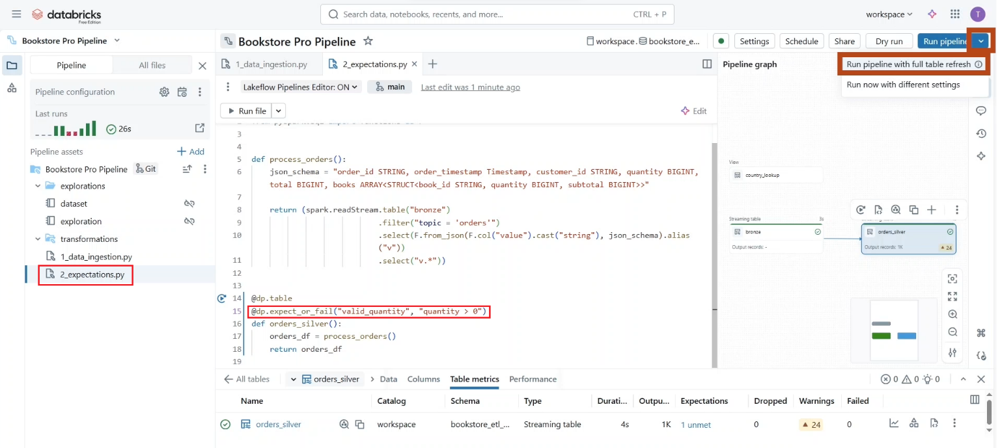 databricks
Free Edition
Search data, notebooks, recents, and more...
CTRL + P
workspace
T
Bookstore Pro Pipeline
Bookstore Pro Pipeline
workspace.
bookstore_e...
Settings
Schedule
Share
Dry run
Run pipeline
Run pipeline with full table refresh
Run now with different settings
Pipeline
All files
Pipeline configuration
Last runs
26s
Pipeline assets
Add
Bookstore Pro Pipeline
Git
explorations
dataset
exploration
transformations
1_data_ingestion.py
2_expectations.py
1_data_ingestion.py
2_expectations.py
Lakeflow Pipelines Editor: ON
main
Last edit was 1 minute ago
Run file
Edit
3
4
5 def process_orders():
6 json_schema = "order_id STRING, order_timestamp Timestamp, customer_id STRING, quantity BIGINT,
total BIGINT, books ARRAY<STRUCT<book_id STRING, quantity BIGINT, subtotal BIGINT>>"
7
8 return (spark.readStream.table("bronze")
9 .filter("topic = 'orders'")
10 .select(F.from_json(F.col("value").cast("string"), json_schema).alias
("v"))
11 .select("v.*"))
12
13
14 @dp.table
15 @dp.expect_or_fail("valid_quantity", "quantity > 0")
16 def orders_silver():
17 orders_df = process_orders()
18 return orders_df
19
Pipeline graph
View
country_lookup
Streaming table 3s
bronze
Output records: -
orders_silver
Output records: 1K
24
All tables
orders_silver
Data
Columns
Table metrics
Performance
0
0
0
Name Catalog Schema Type Durati... Outpu... Expectations Dropped Warnings Failed
orders_silver workspace bookstore_etl_... Streaming table 4s 1K 1 unmet 0 24 0